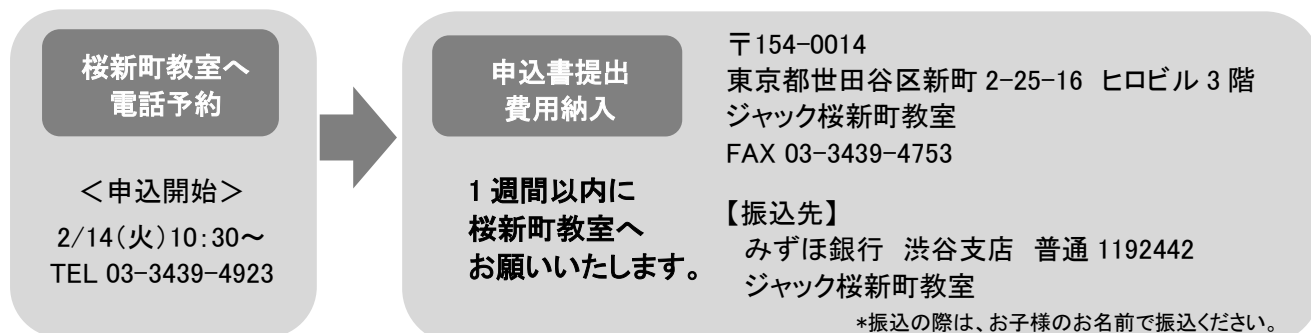 桜新町教室へ
電話予約
＜申込開始＞
2/14(火)10:30～
TEL 03-3439-4923
申込書提出
費用納入
1週間以内に
桜新町教室へ
お願いいたします。
〒154-0014
東京都世田谷区新町 2-25-16 ヒロビル 3 階
ジャック桜新町教室
FAX 03-3439-4753
【振込先】
みずほ銀行 渋谷支店 普通 1192442
ジャック桜新町教室
*振込の際は、お子様のお名前で振込ください。